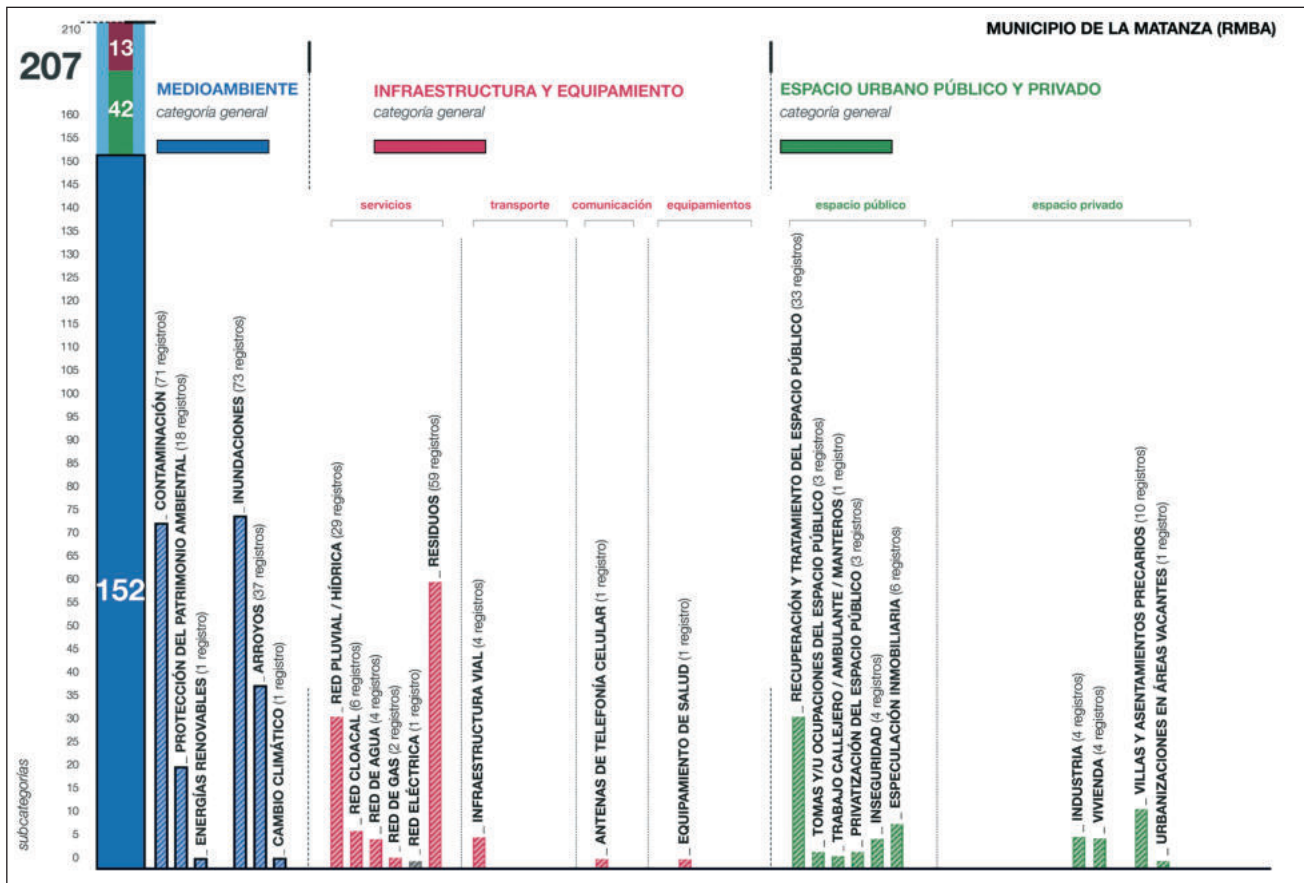 MUNICIPIO DE LA MATANZA (RMBA)
207
13
42
152
210
160
155
150
145
140
135
130
125
120
115
110
105
100
95
90
85
80
75
70
65
60
55
50
45
40
35
30
25
20
15
10
5
0
subcategorías
MEDIOAMBIENTE
categoría general
INFRAESTRUCTURA Y EQUIPAMIENTO
categoría general
ESPACIO URBANO PÚBLICO Y PRIVADO
categoría general
servicios
transporte
comunicación
equipamientos
espacio público
espacio privado
_ CONTAMINACIÓN (71 registros)
_ PROTECCIÓN DEL PATRIMONIO AMBIENTAL (18 registros)
_ ENERGÍAS RENOVABLES (1 registro)
_ INUNDACIONES (73 registros)
_ ARROYOS (37 registros)
_ CAMBIO CLIMÁTICO (1 registro)
_ RED PLUVIAL / HÍDRICA (29 registros)
_ RED CLOACAL (6 registros)
_ RED DE AGUA (4 registros)
_ RED DE GAS (2 registros)
_ RED ELÉCTRICA (1 registro)
_ RESIDUOS (59 registros)
_ INFRAESTRUCTURA VIAL (4 registros)
_ ANTENAS DE TELEFONÍA CELULAR (1 registro)
_ EQUIPAMIENTO DE SALUD (1 registro)
_ RECUPERACIÓN Y TRATAMIENTO DEL ESPACIO PÚBLICO (33 registros)
_ TOMAS Y/U OCUPACIONES DEL ESPACIO PÚBLICO (3 registros)
_ TRABAJO CALLEJERO / AMBULANTE / MANTEROS (1 registro)
_ PRIVATIZACIÓN DEL ESPACIO PÚBLICO (3 registros)
_ INSEGURIDAD (4 registros)
_ ESPECULACIÓN INMOBILIARIA (6 registros)
_ INDUSTRIA (4 registros)
_ VIVIENDA (4 registros)
_ VILLAS Y ASENTAMIENTOS PRECARIOS (10 registros)
_ URBANIZACIONES EN ÁREAS VACANTES (1 registro)